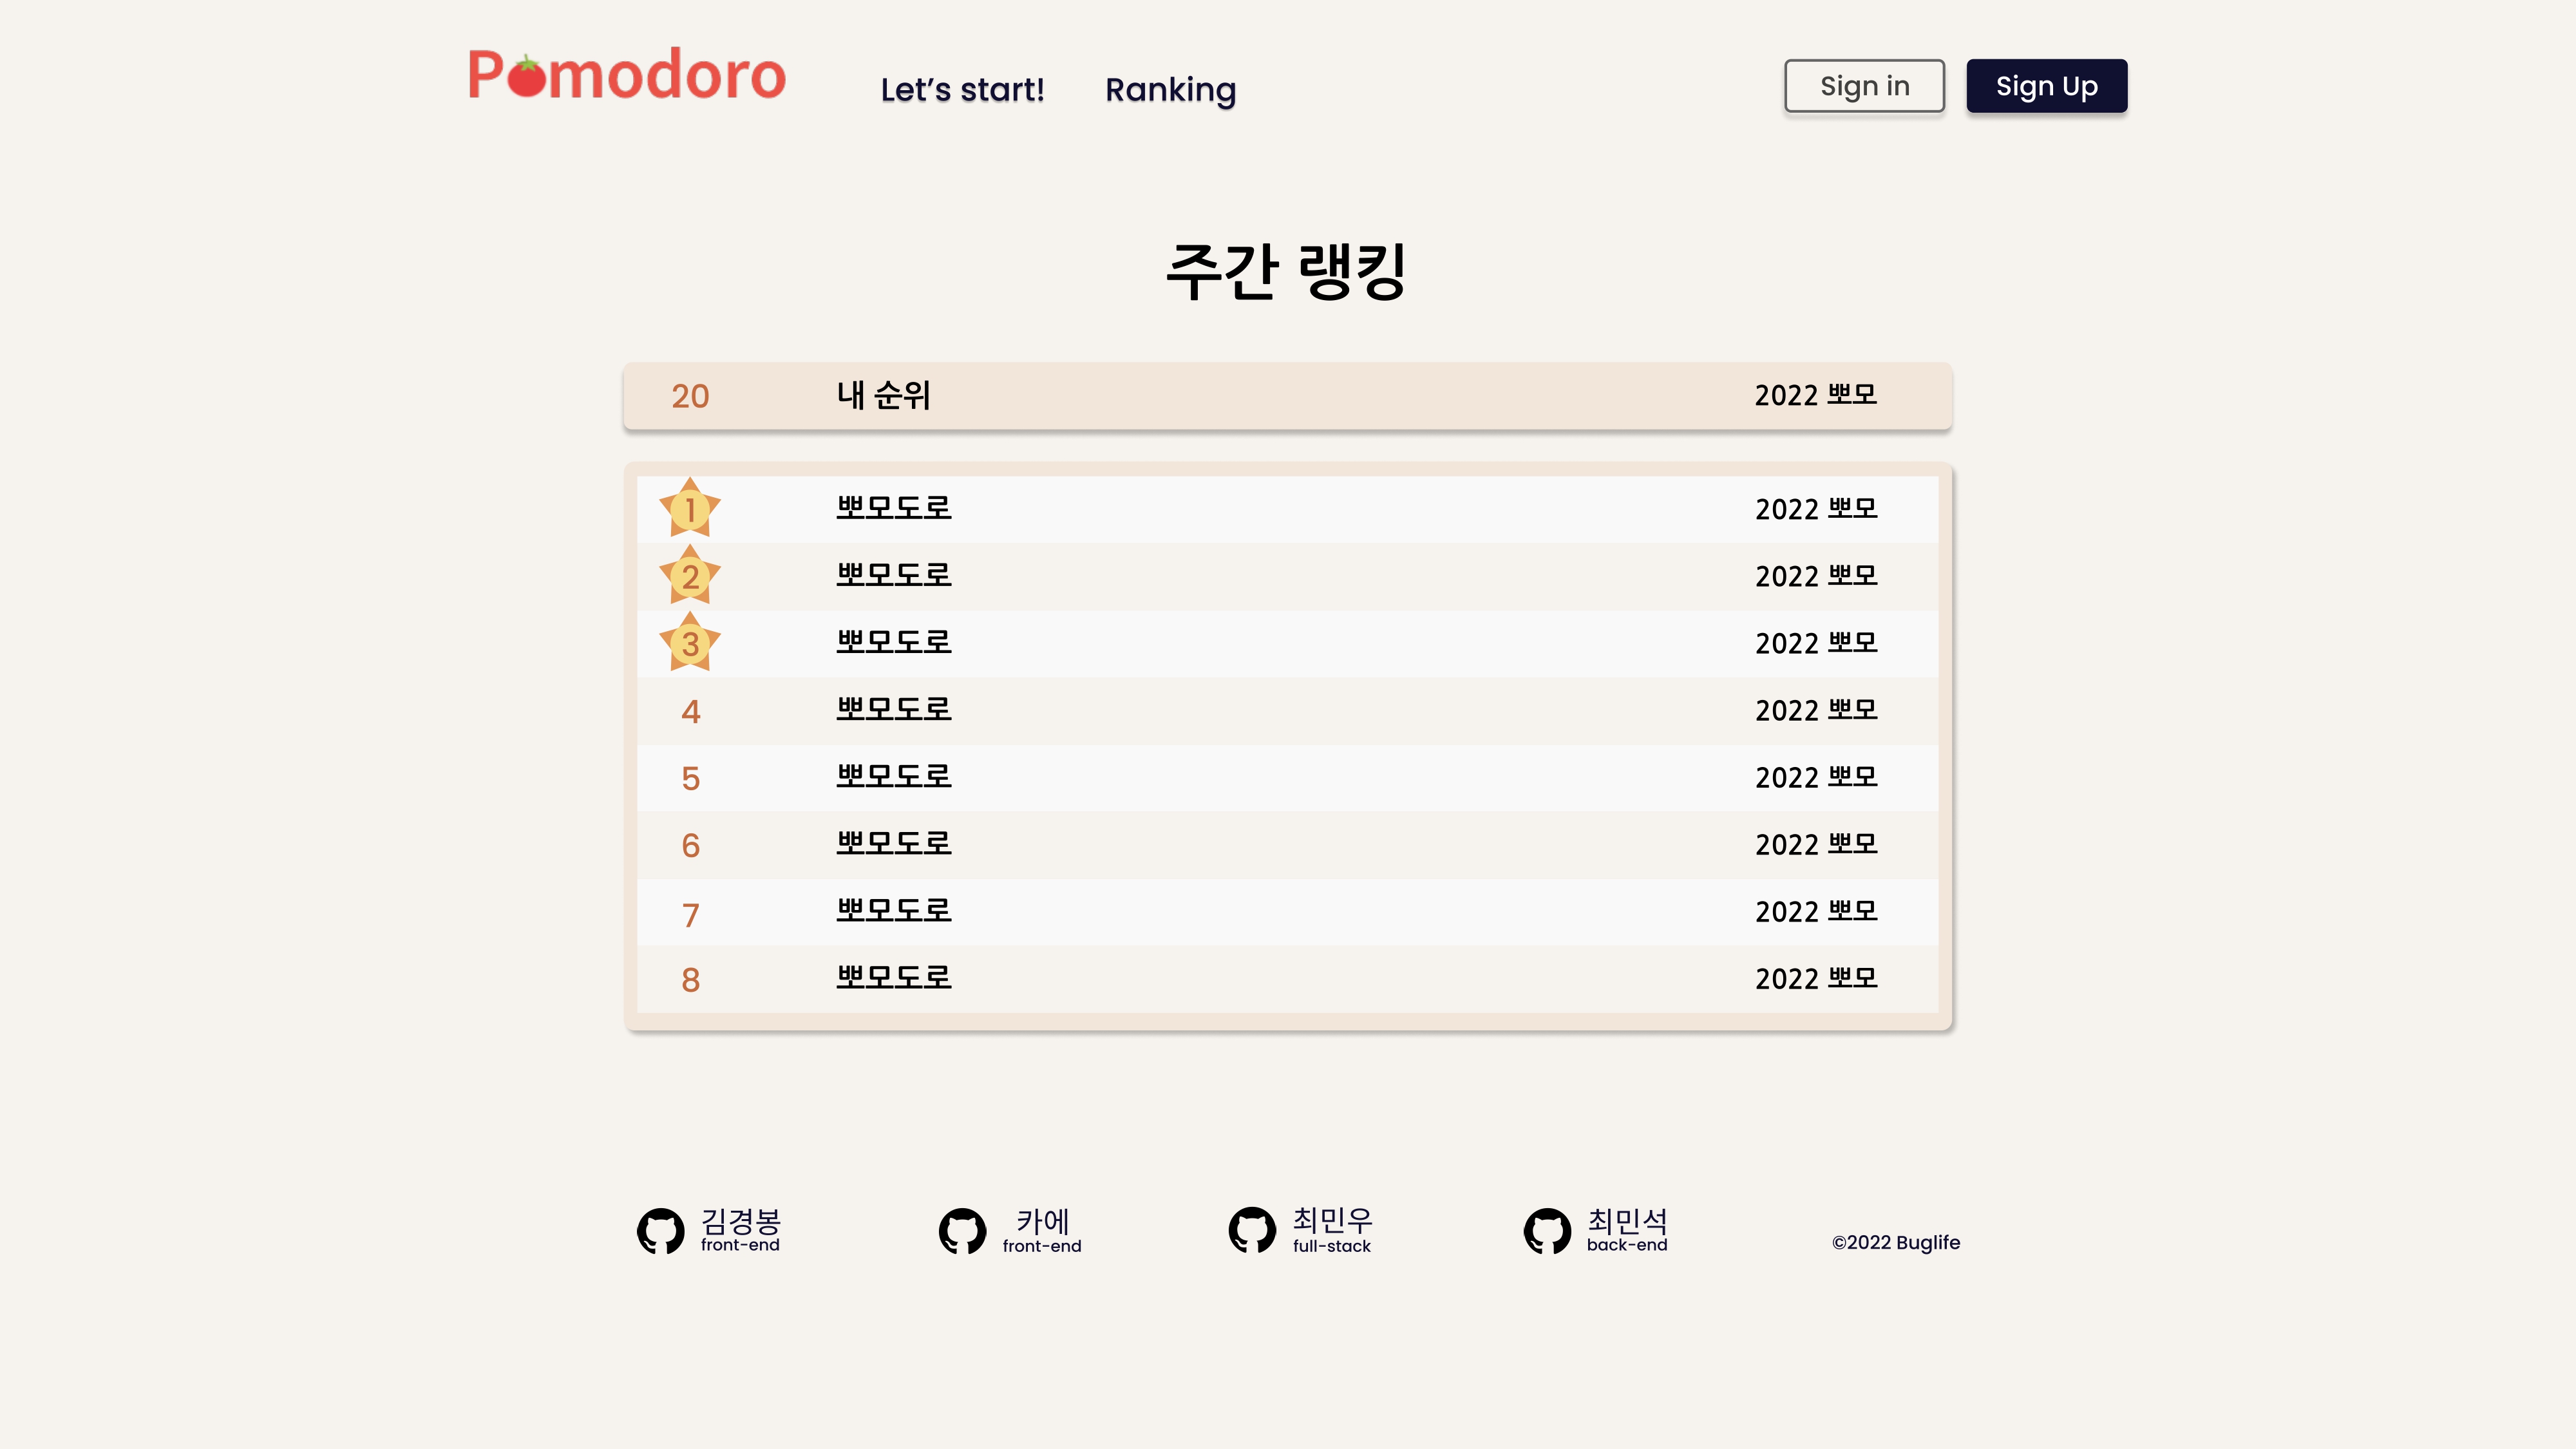 Pomodoro
Let's start! Ranking
Sign in Sign Up
주간 랭킹
20 내 순위 2022 뽀모
1 뽀모도로 2022 뽀모
2 뽀모도로 2022 뽀모
3 뽀모도로 2022 뽀모
4 뽀모도로 2022 뽀모
5 뽀모도로 2022 뽀모
6 뽀모도로 2022 뽀모
7 뽀모도로 2022 뽀모
8 뽀모도로 2022 뽀모
김경봉
front-end
카에
front-end
최민우
full-stack
최민석
back-end
©2022 Buglife